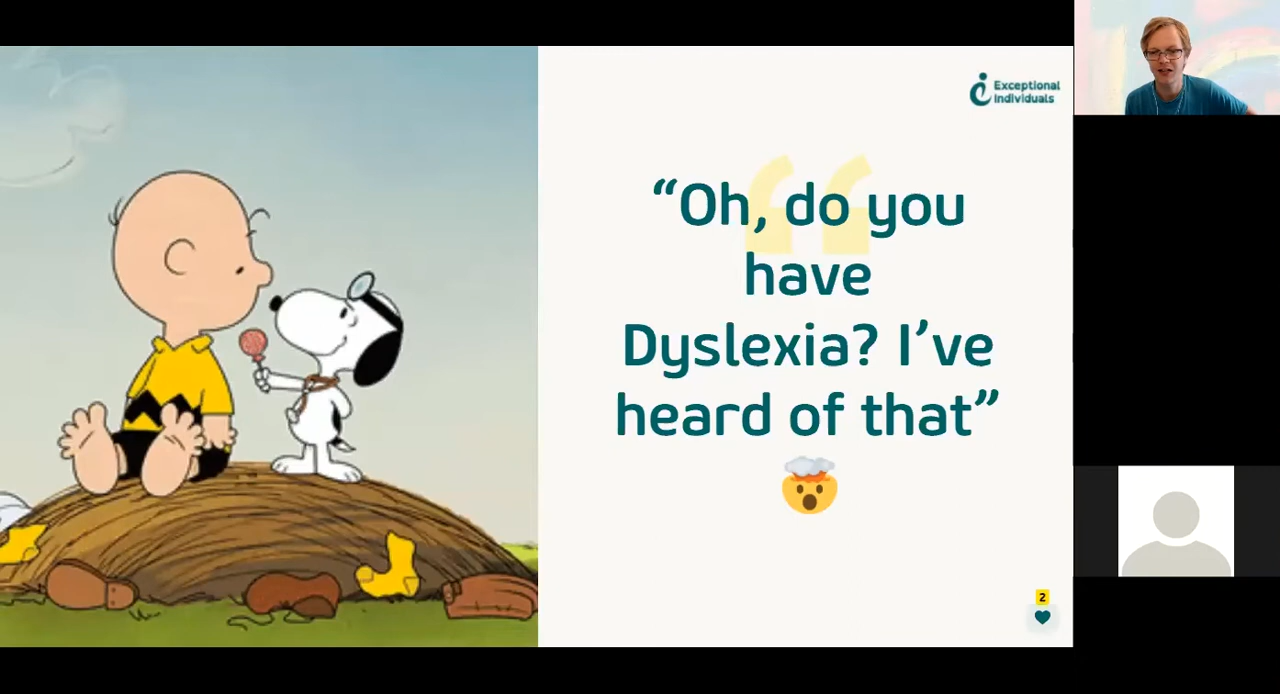 Exceptional
Individuals
“Oh, do you
have
Dyslexia? I’ve
heard of that”
2